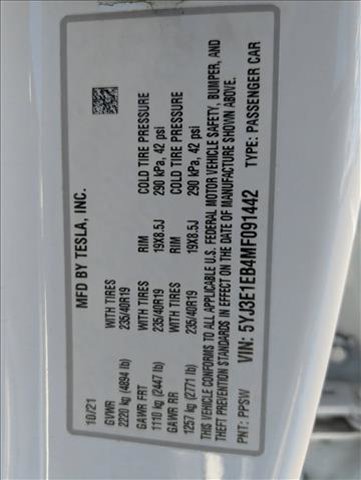 MFD BY TESLA, INC.
10/21
GVWR WITH TIRES RIM COLD TIRE PRESSURE
2220 kg (4894 lb) 235/40R19 19X8.5J 290 kPa, 42 psi
GAWR FRT WITH TIRES RIM COLD TIRE PRESSURE
1110 kg (2447 lb) 235/40R19 19X8.5J 290 kPa, 42 psi
GAWR RR WITH TIRES RIM COLD TIRE PRESSURE
1257 kg (2771 lb) 235/40R19 19X8.5J 290 kPa, 42 psi
THIS VEHICLE CONFORMS TO ALL APPLICABLE U.S. FEDERAL MOTOR VEHICLE SAFETY, BUMPER, AND
THEFT PREVENTION STANDARDS IN EFFECT ON THE DATE OF MANUFACTURE SHOWN ABOVE.
VIN: 5YJ3E1EB4MF091442 TYPE: PASSENGER CAR
PNT: PPSW